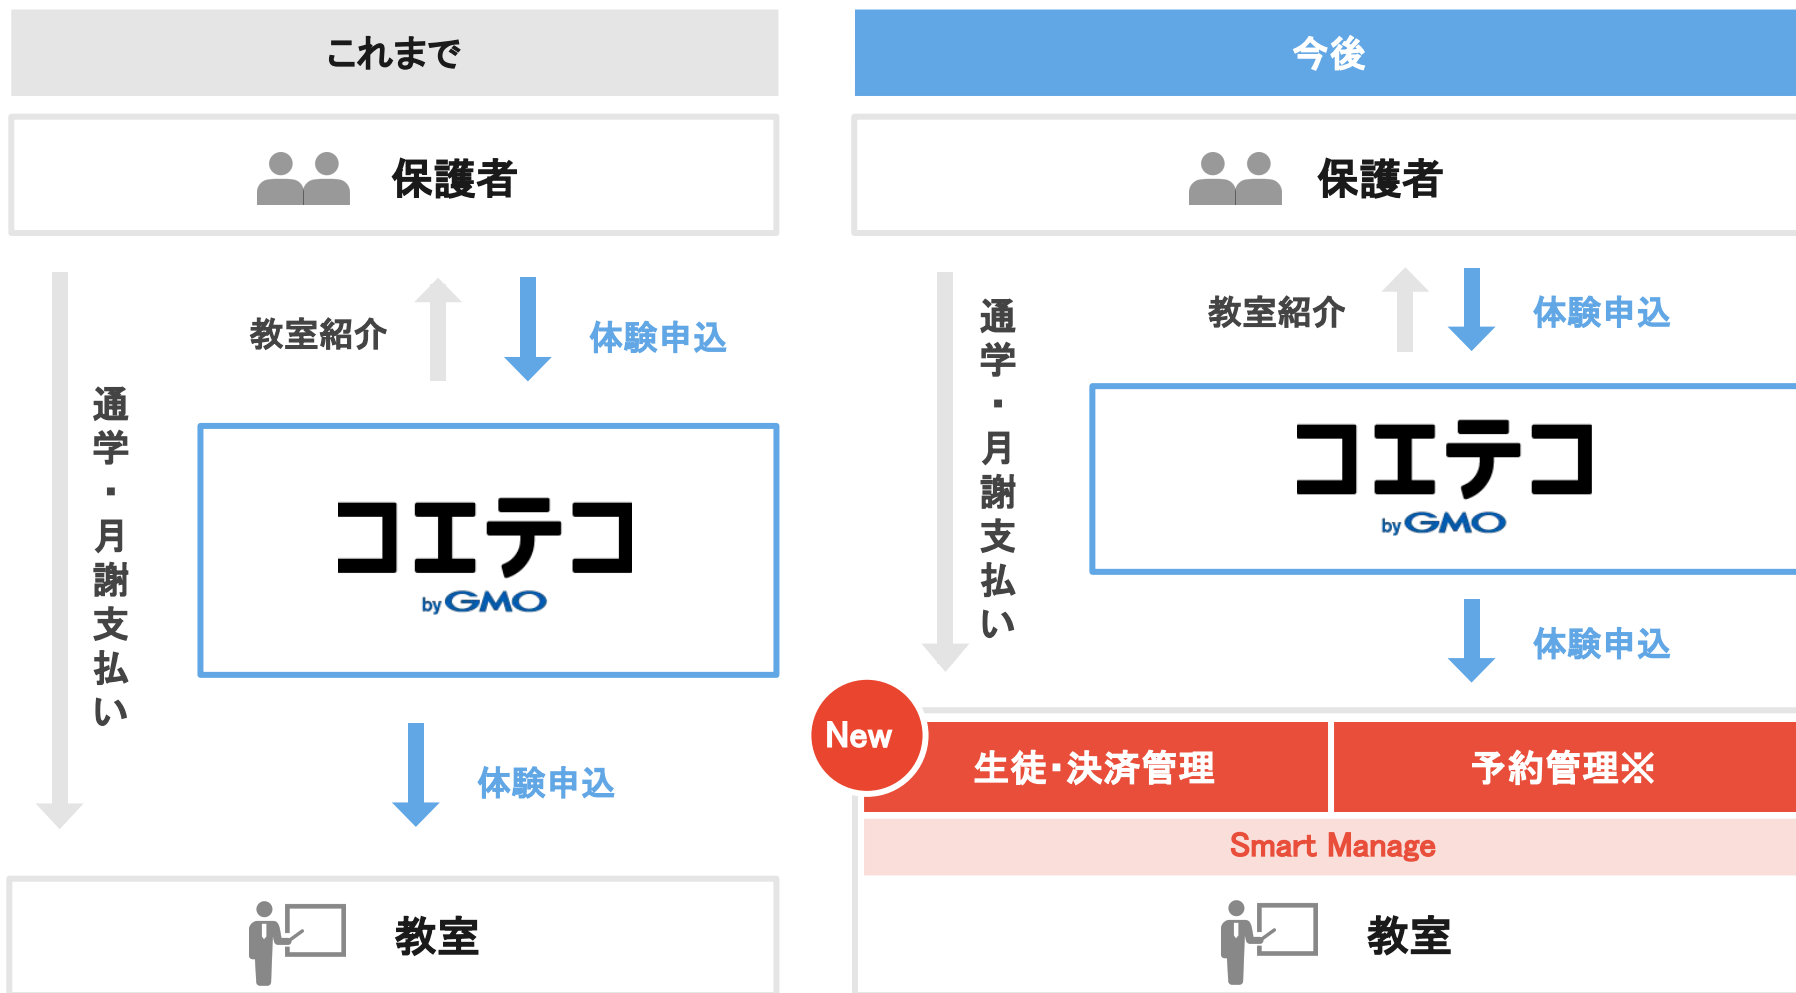 これまで
保護者
教室紹介
体験申込
通学・月謝支払い
コエテコ
by GMO
体験申込
教室
今後
保護者
教室紹介
体験申込
通学・月謝支払い
コエテコ
by GMO
体験申込
New
生徒・決済管理
予約管理※
Smart Manage
教室